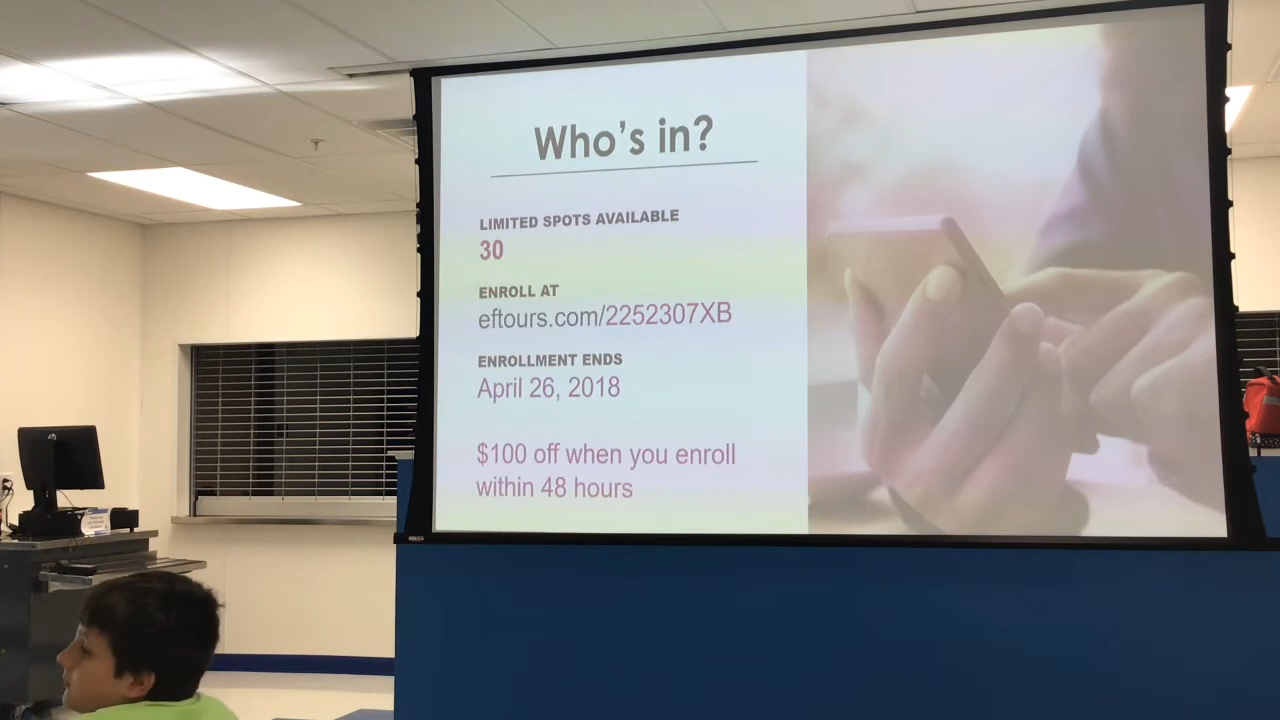 Who's in?
LIMITED SPOTS AVAILABLE
30
ENROLL AT
eftours.com/2252307XB
ENROLLMENT ENDS
April 26, 2018
$100 off when you enroll
within 48 hours